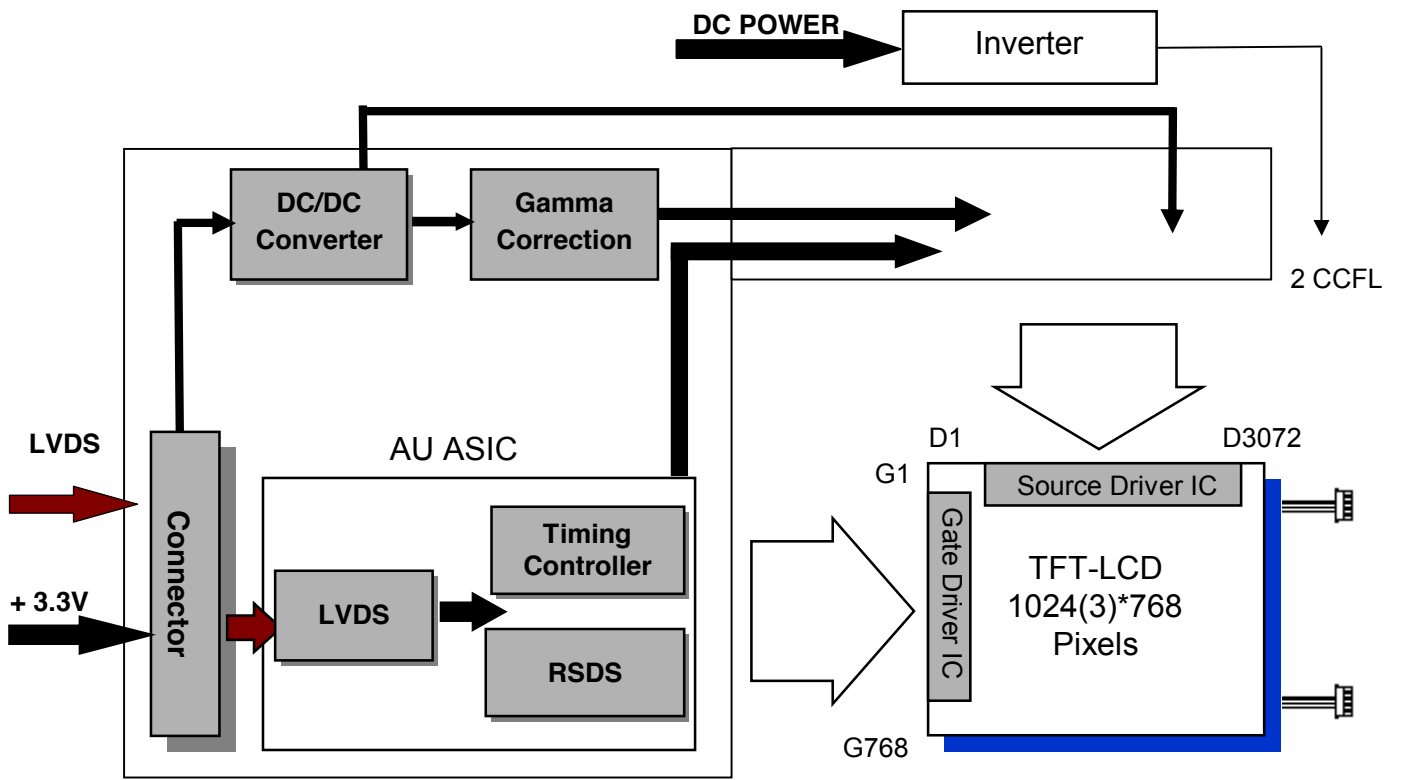 DC POWER
Inverter
DC/DC
Converter
Gamma
Correction
2 CCFL
LVDS
+ 3.3V
Connector
AU ASIC
LVDS
Timing
Controller
RSDS
D1
D3072
G1
G768
Source Driver IC
Gate Driver IC
TFT-LCD
1024(3)*768
Pixels